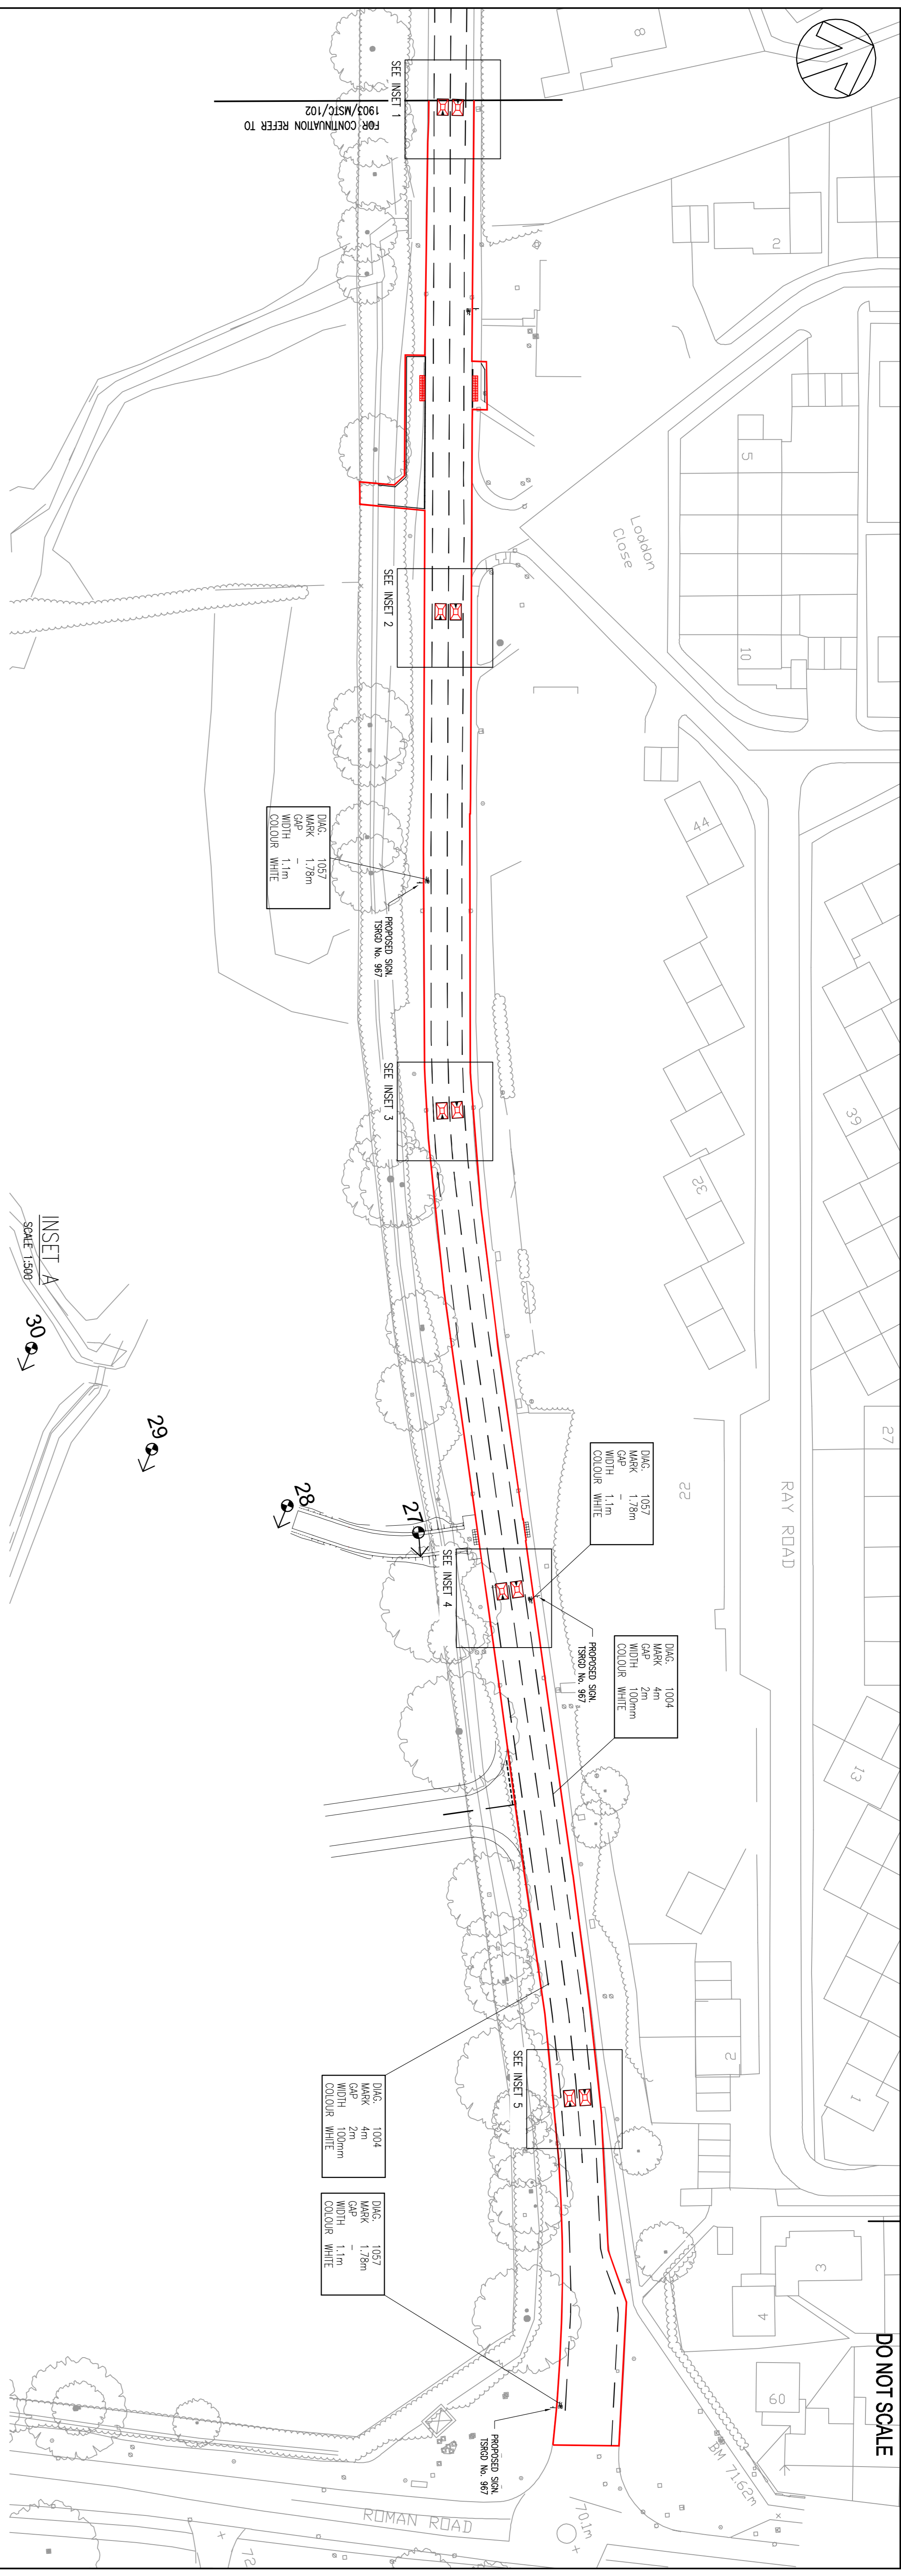 8
SEE INSET 1
FOR CONTINUATION REFER TO
1903/MSTC/102
2
5
Loddon
Close
10
SEE INSET 2
44
DIAG. 1057
MARK 1.78m
GAP -
WIDTH 1.1m
COLOUR WHITE
PROPOSED SIGN.
TSRGD No. 967
39
32
SEE INSET 3
INSET A
SCALE 1:500
30
29
28
27
27
22
RAY ROAD
DIAG. 1057
MARK 1.78m
GAP -
WIDTH 1.1m
COLOUR WHITE
SEE INSET 4
PROPOSED SIGN.
TSRGD No. 967
DIAG. 1004
MARK 4m
GAP 2m
WIDTH 100mm
COLOUR WHITE
13
2
1
SEE INSET 5
DIAG. 1004
MARK 4m
GAP 2m
WIDTH 100mm
COLOUR WHITE
DIAG. 1057
MARK 1.78m
GAP -
WIDTH 1.1m
COLOUR WHITE
3
4
60
DO NOT SCALE
BM 71.62m
PROPOSED SIGN.
TSRGD No. 967
ROMAN ROAD
70.1m
72